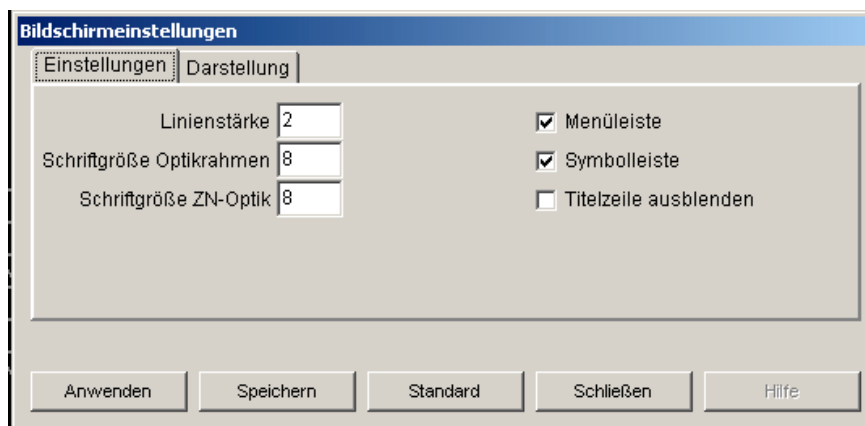 Bildschirmeinstellungen
Einstellungen Darstellung
Linienstärke 2 Menüleiste
Schriftgröße Optikrahmen 8 Symbolleiste
Schriftgröße ZN-Optik 8 Titelzeile ausblenden
Anwenden Speichern Standard Schließen Hilfe